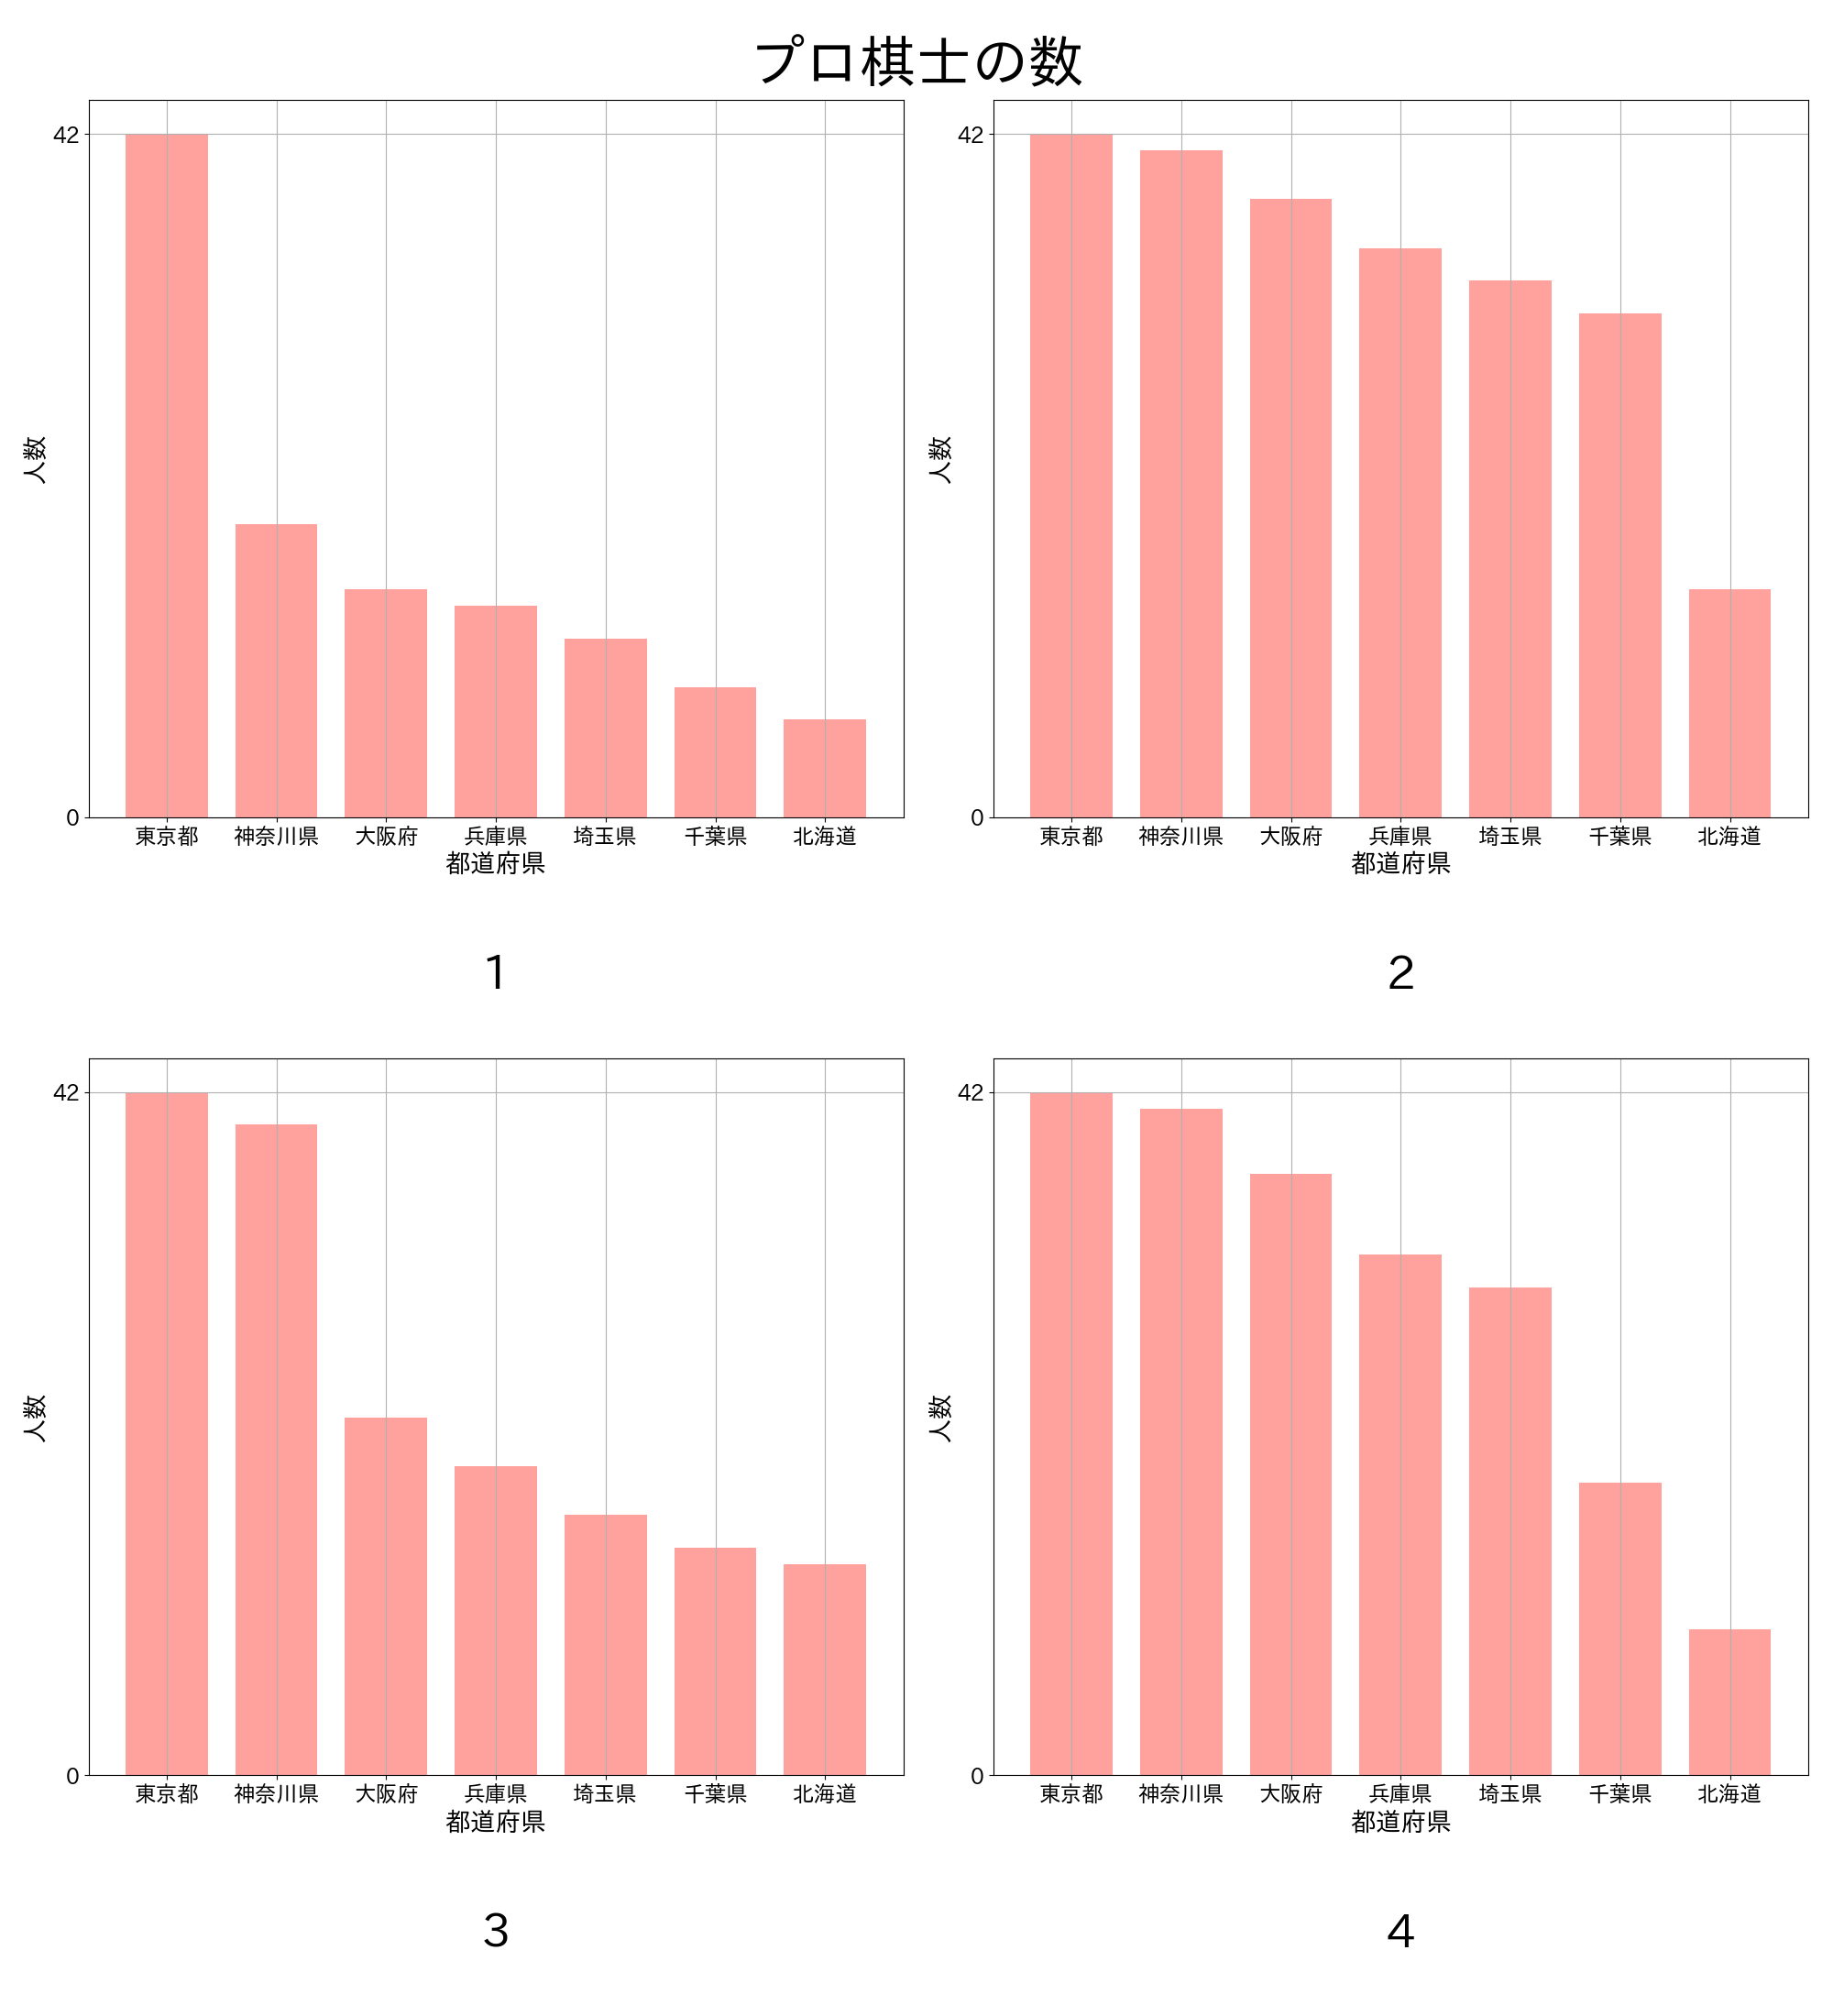 プロ棋士の数
42
0
人数
東京都 神奈川県 大阪府 兵庫県 埼玉県 千葉県 北海道
都道府県
1
42
0
人数
東京都 神奈川県 大阪府 兵庫県 埼玉県 千葉県 北海道
都道府県
2
42
0
人数
東京都 神奈川県 大阪府 兵庫県 埼玉県 千葉県 北海道
都道府県
3
42
0
人数
東京都 神奈川県 大阪府 兵庫県 埼玉県 千葉県 北海道
都道府県
4